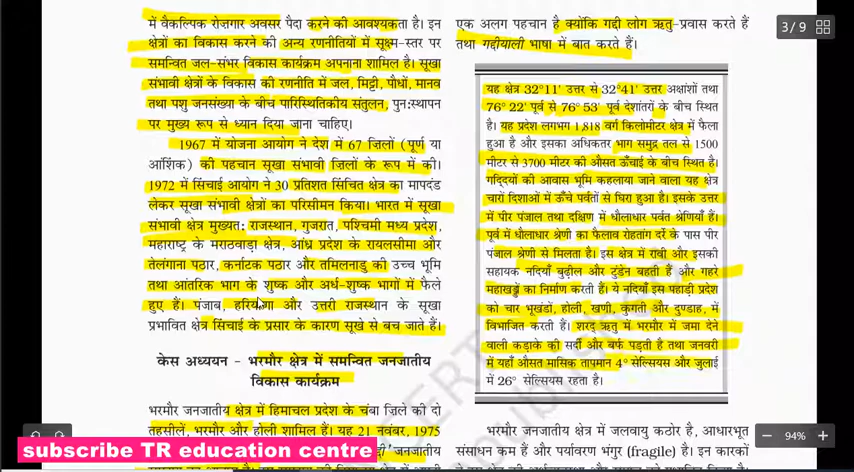 में वैकल्पिक रोज़गार अवसर पैदा करने की आवश्यकता है। इन
क्षेत्रों का विकास करने की अन्य रणनीतियों में सूक्ष्म-स्तर पर
समन्वित जल-संभर विकास कार्यक्रम अपनाना शामिल है। सूखा
संभावी क्षेत्रों के विकास की रणनीति में जल, मिट्टी, पौधों, मानव
तथा पशु जनसंख्या के बीच पारिस्थितिकीय संतुलन, पुन:स्थापन
पर मुख्य रूप से ध्यान दिया जाना चाहिए।
1967 में योजना आयोग ने देश में 67 जिलों (पूर्ण या
आंशिक) की पहचान सूखा संभावी जिलों के रूप में की।
1972 में सिंचाई आयोग ने 30 प्रतिशत सिंचित क्षेत्र का मापदंड
लेकर सूखा संभावी क्षेत्रों का परिसीमन किया। भारत में सूखा
संभावी क्षेत्र मुख्यत: राजस्थान, गुजरात, पश्चिमी मध्य प्रदेश,
महाराष्ट्र के मराठवाड़ा क्षेत्र, आंध्र प्रदेश के रायलसीमा और
तेलंगाना पठार, कर्नाटक पठार और तमिलनाडु की उच्च भूमि
तथा आंतरिक भाग के शुष्क और अर्ध-शुष्क भागों में फैले
हुए हैं। पंजाब, हरियाणा और उत्तरी राजस्थान के सूखा
प्रभावित क्षेत्र सिंचाई के प्रसार के कारण सूखे से बच जाते हैं।
केस अध्ययन - भरमौर क्षेत्र में समन्वित जनजातीय
विकास कार्यक्रम
भरमौर जनजातीय क्षेत्र में हिमाचल प्रदेश के चंबा ज़िले की दो
तहसीलें, भरमौर और होली शामिल हैं। यह 21 नवंबर, 1975
जनजातीय
एक अलग पहचान है क्योंकि गद्दी लोग ऋतु-प्रवास करते हैं
तथा गद्दीयाली भाषा में बात करते हैं।
यह क्षेत्र 32°11' उत्तर से 32°41' उत्तर अक्षांशों तथा
76° 22' पूर्व से 76° 53' पूर्व देशांतरों के बीच स्थित
है। यह प्रदेश लगभग 1,818 वर्ग किलोमीटर क्षेत्र में फैला
हुआ है और इसका अधिकतर भाग समुद्र तल से 1500
मीटर से 3700 मीटर की औसत ऊँचाई के बीच स्थित है।
गद्दियों की आवास भूमि कहलाया जाने वाला यह क्षेत्र
चारों दिशाओं में ऊँचे पर्वतों से घिरा हुआ है। इसके उत्तर
में पीर पंजाल तथा दक्षिण में धौलाधार पर्वत श्रेणियाँ हैं।
पूर्व में धौलाधार श्रेणी का फैलाव रोहतांग दर्रे के पास पीर
पंजाल श्रेणी से मिलता है। इस क्षेत्र में रावी और इसकी
सहायक नदियाँ बुढ़ील और टुंडेन बहती हैं और गहरे
महाखड्डों का निर्माण करती हैं। ये नदियाँ इस पहाड़ी प्रदेश
को चार भूखंडों, होली, खणी, कुगती और टुण्डाह, में
विभाजित करती है। शरद् ऋतु में भरमौर में जमा देने
वाली कड़ाके की सर्दी और बर्फ पड़ती है तथा जनवरी
में यहाँ औसत मासिक तापमान 4° सेल्सियस और जुलाई
में 26° सेल्सियस रहता है।
भरमौर जनजातीय क्षेत्र में जलवायु कठोर है, आधारभूत
संसाधन कम हैं और पर्यावरण भंगुर (fragile) है। इन कारकों
3 / 9
94%
subscribe TR education centre